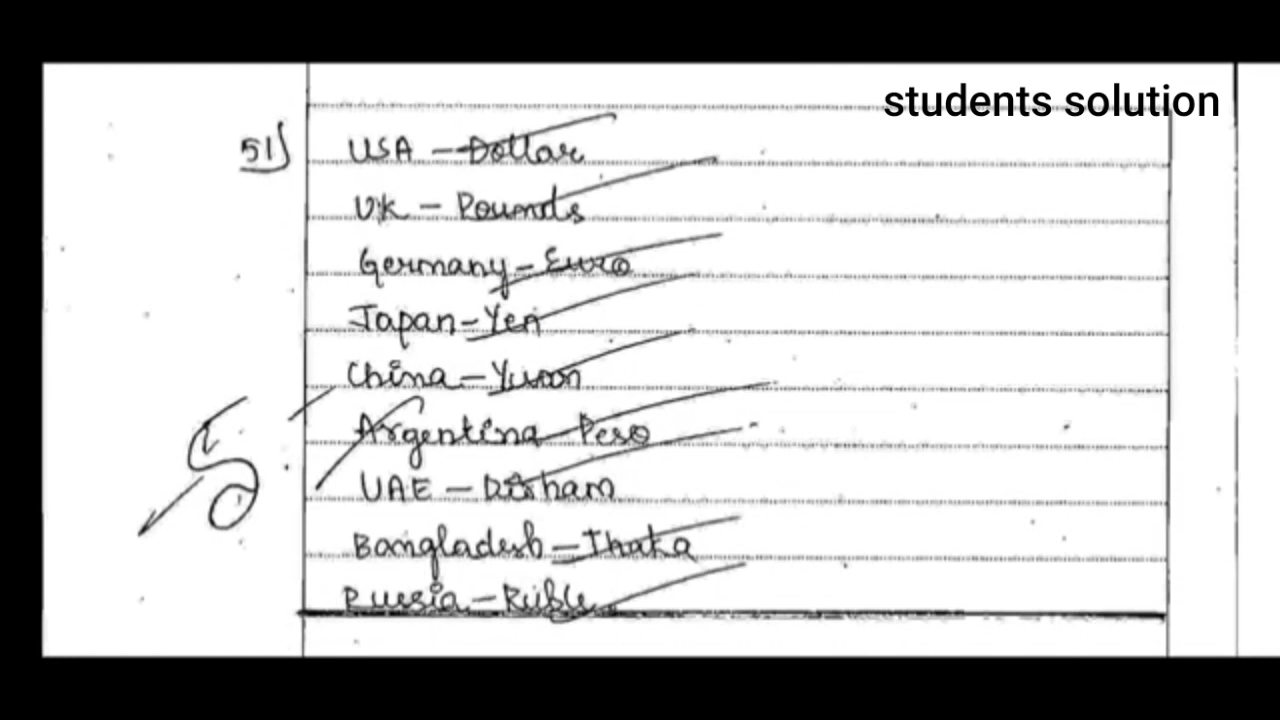 students solution
51) USA - Dollar
UK - Pounds
Germany - Euro
Japan - Yen
China - Yuan
Argentina - Peso
UAE - Dirham
Bangladesh - Thaka
Russia - Ruble